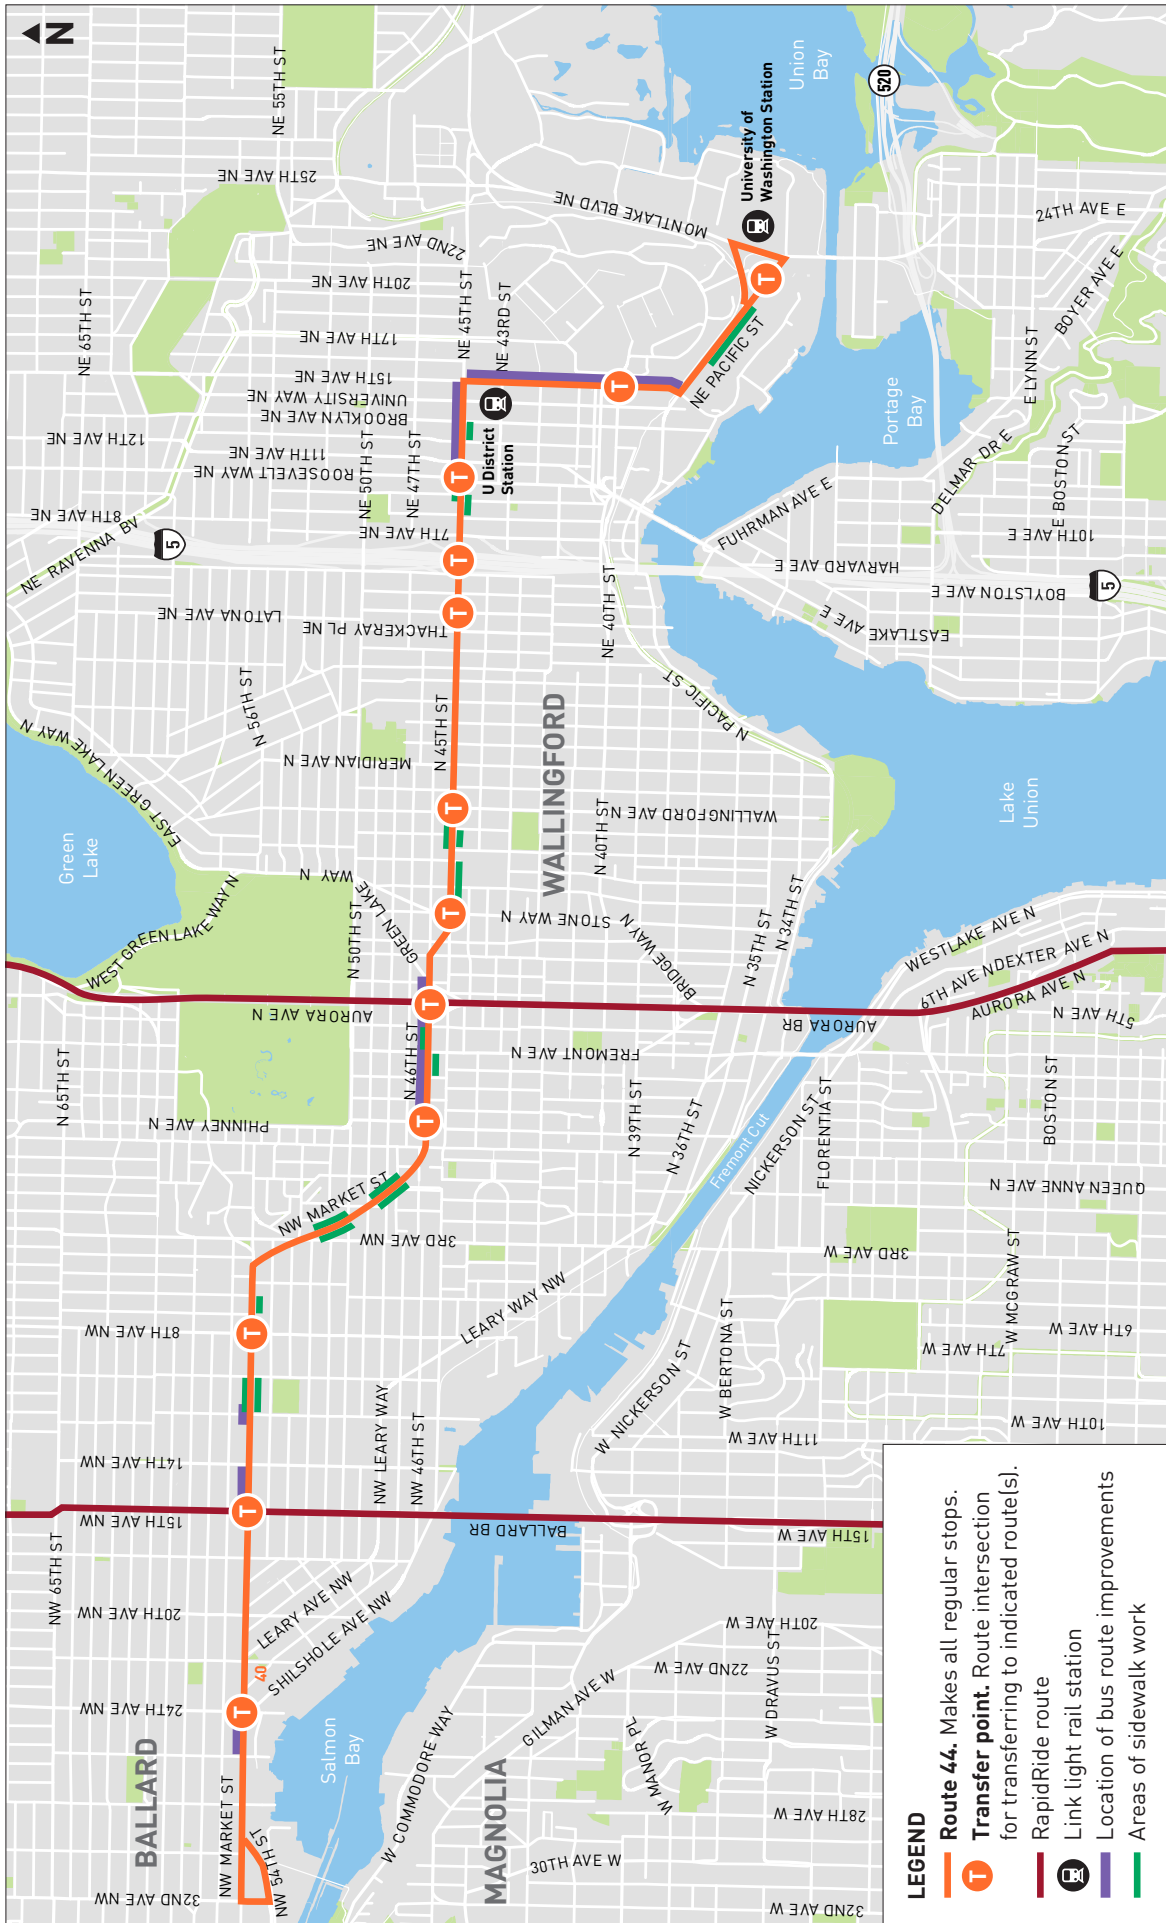 N
BALLARD
WALLINGFORD
MAGNOLIA
Green
Lake
Salmon
Bay
Fremont Cut
Lake
Union
Portage
Bay
Union
Bay
U District
Station
University of
Washington Station
520
5
5
40
T
T
T
T
T
T
T
T
T
T
T
T
T
32ND AVE NW
NW MARKET ST
NW 54TH ST
24TH AVE NW
SHILSHOLE AVE NW
LEARY AVE NW
20TH AVE NW
NW 65TH ST
15TH AVE NW
14TH AVE NW
NW LEARY WAY
NW 46TH ST
BALLARD BR
8TH AVE NW
LEARY WAY NW
3RD AVE NW
NW MARKET ST
PHINNEY AVE N
N 65TH ST
N 46TH ST
AURORA AVE N
N 50TH ST
GREEN LAKE WAY N
WEST GREEN LAKE WAY N
EAST GREEN LAKE WAY N
FREMONT AVE N
N 39TH ST
N 36TH ST
BRIDGE WAY N
STONE WAY N
N 35TH ST
N 34TH ST
N 40TH ST
WALLINGFORD AVE N
MERIDIAN AVE N
N 45TH ST
N 56TH ST
LATONA AVE NE
THACKERAY PL NE
N PACIFIC ST
NE 40TH ST
NE RAVENNA BV
8TH AVE NE
7TH AVE NE
NE 50TH ST
NE 47TH ST
ROOSEVELT WAY NE
11TH AVE NE
12TH AVE NE
BROOKLYN AVE NE
UNIVERSITY WAY NE
15TH AVE NE
17TH AVE NE
20TH AVE NE
22ND AVE NE
25TH AVE NE
NE 65TH ST
NE 55TH ST
NE 45TH ST
NE 43RD ST
NE PACIFIC ST
MONTLAKE BLVD NE
24TH AVE E
BOYER AVE E
E LYNN ST
E BOSTON ST
DELMAR DR E
10TH AVE E
FUHRMAN AVE E
HARVARD AVE E
BOYLSTON AVE E
EASTLAKE AVE E
WESTLAKE AVE N
DEXTER AVE N
6TH AVE N
AURORA AVE N
5TH AVE N
AURORA BR
BOSTON ST
QUEEN ANNE AVE N
NICKERSON ST
FLORENTIA ST
3RD AVE W
W MCGRAW ST
6TH AVE W
7TH AVE W
10TH AVE W
11TH AVE W
W BERTONA ST
W NICKERSON ST
15TH AVE W
20TH AVE W
22ND AVE W
W DRAVUS ST
GILMAN AVE W
W MANOR PL
28TH AVE W
30TH AVE W
32ND AVE W
W COMMODORE WAY
LEGEND
Route 44. Makes all regular stops.
T Transfer point. Route intersection
for transferring to indicated route(s).
RapidRide route
Link light rail station
Location of bus route improvements
Areas of sidewalk work